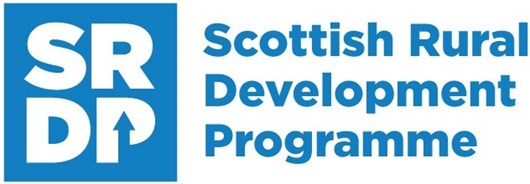 SR
DP
Scottish Rural
Development
Programme